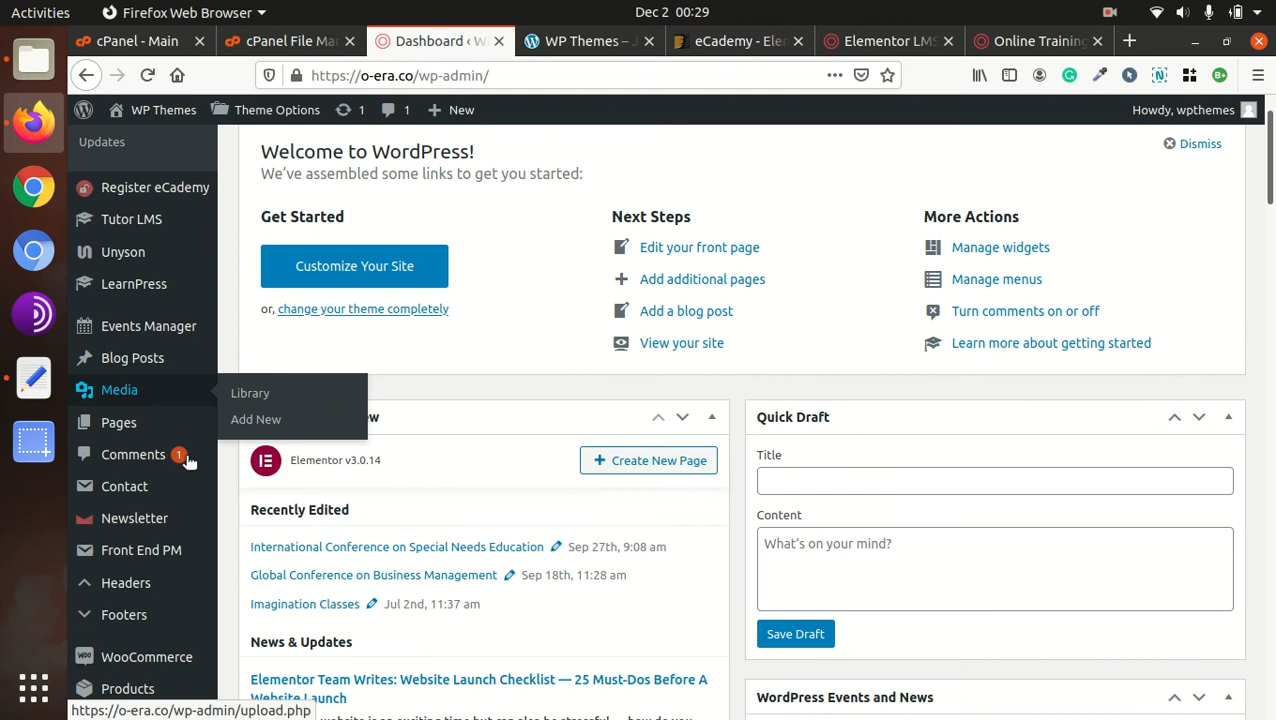 Activities
Firefox Web Browser
Dec 2 00:29
cPanel - Main
cPanel File Ma
Dashboard ‹ W
WP Themes –
eCademy - Ele
Elementor LMS
Online Training
https://o-era.co/wp-admin/
WP Themes
Theme Options
1
1
New
Howdy, wpthemes
Updates
Register eCademy
Tutor LMS
Unyson
LearnPress
Events Manager
Blog Posts
Media
Library
Add New
Pages
Comments 1
Contact
Newsletter
Front End PM
Headers
Footers
WooCommerce
Products
https://o-era.co/wp-admin/upload.php
Welcome to WordPress!
Dismiss
We've assembled some links to get you started:
Get Started
Customize Your Site
or, change your theme completely
Next Steps
Edit your front page
Add additional pages
Add a blog post
View your site
More Actions
Manage widgets
Manage menus
Turn comments on or off
Learn more about getting started
Elementor v3.0.14
Create New Page
Recently Edited
International Conference on Special Needs Education Sep 27th, 9:08 am
Global Conference on Business Management Sep 18th, 11:28 am
Imagination Classes Jul 2nd, 11:37 am
News & Updates
Elementor Team Writes: Website Launch Checklist — 25 Must-Dos Before A
Website Launch
Quick Draft
Title
Content
What's on your mind?
Save Draft
WordPress Events and News